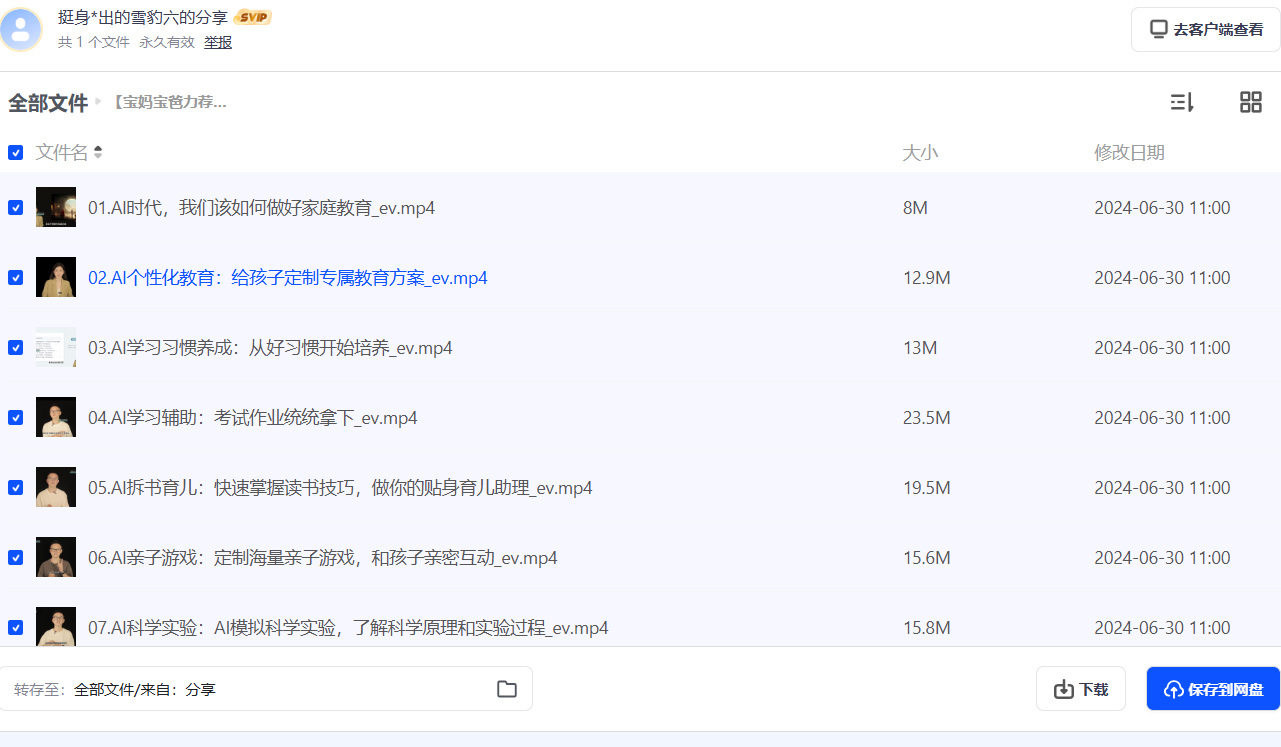 挺身*出的雪豹六的分享 SVIP
共 1 个文件 永久有效 举报
去客户端查看
全部文件 【宝妈宝爸力荐...
文件名 大小 修改日期
01.AI时代，我们该如何做好家庭教育_ev.mp4 8M 2024-06-30 11:00
02.AI个性化教育：给孩子定制专属教育方案_ev.mp4 12.9M 2024-06-30 11:00
03.AI学习习惯养成：从好习惯开始培养_ev.mp4 13M 2024-06-30 11:00
04.AI学习辅助：考试作业统统拿下_ev.mp4 23.5M 2024-06-30 11:00
05.AI拆书育儿：快速掌握读书技巧，做你的贴身育儿助理_ev.mp4 19.5M 2024-06-30 11:00
06.AI亲子游戏：定制海量亲子游戏，和孩子亲密互动_ev.mp4 15.6M 2024-06-30 11:00
07.AI科学实验：AI模拟科学实验，了解科学原理和实验过程_ev.mp4 15.8M 2024-06-30 11:00
转存至：全部文件/来自：分享 下载 保存到网盘